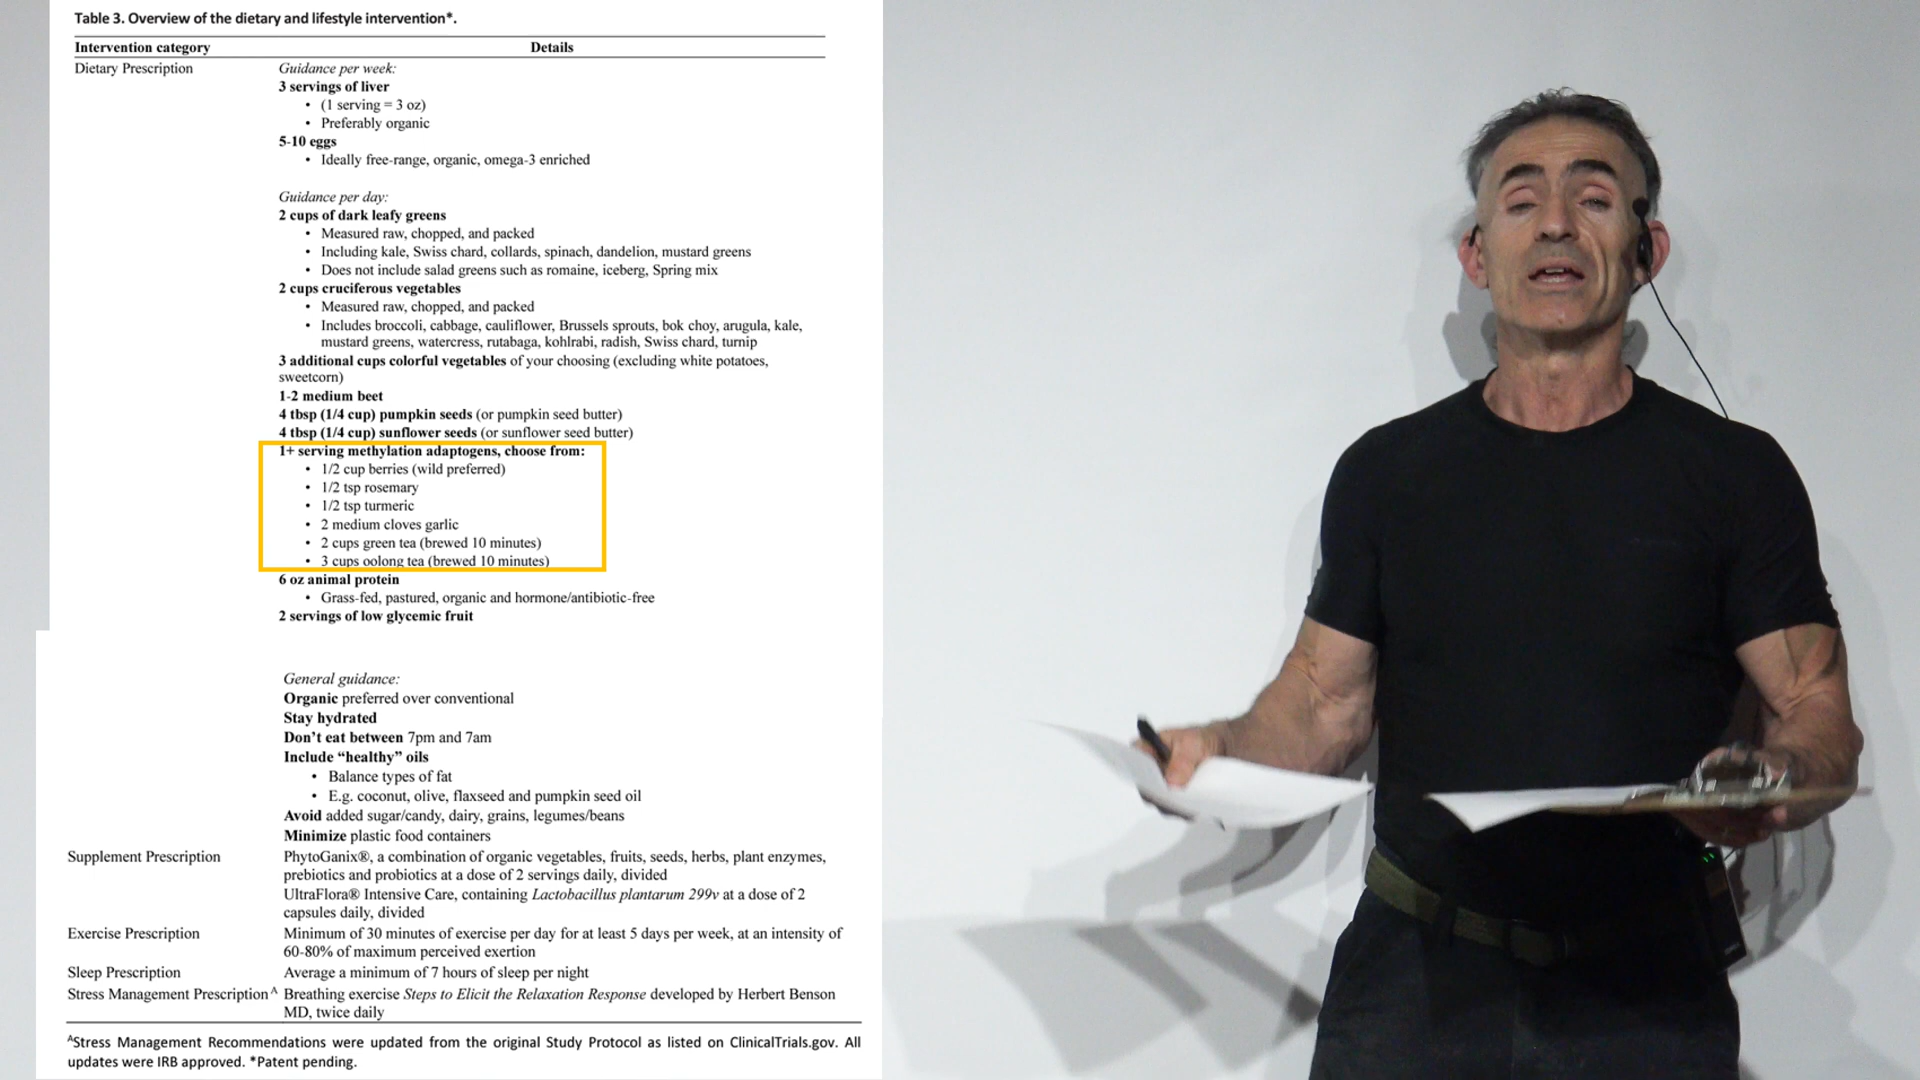 Table 3. Overview of the dietary and lifestyle intervention*.
Intervention category Details
Dietary Prescription Guidance per week:
3 servings of liver
• (1 serving = 3 oz)
• Preferably organic
5-10 eggs
• Ideally free-range, organic, omega-3 enriched
Guidance per day:
2 cups of dark leafy greens
• Measured raw, chopped, and packed
• Including kale, Swiss chard, collards, spinach, dandelion, mustard greens
• Does not include salad greens such as romaine, iceberg, Spring mix
2 cups cruciferous vegetables
• Measured raw, chopped, and packed
• Includes broccoli, cabbage, cauliflower, Brussels sprouts, bok choy, arugula, kale,
mustard greens, watercress, rutabaga, kohlrabi, radish, Swiss chard, turnip
3 additional cups colorful vegetables of your choosing (excluding white potatoes,
sweetcorn)
1-2 medium beet
4 tbsp (1/4 cup) pumpkin seeds (or pumpkin seed butter)
4 tbsp (1/4 cup) sunflower seeds (or sunflower seed butter)
1+ serving methylation adaptogens, choose from:
• 1/2 cup berries (wild preferred)
• 1/2 tsp rosemary
• 1/2 tsp turmeric
• 2 medium cloves garlic
• 2 cups green tea (brewed 10 minutes)
• 3 cups oolong tea (brewed 10 minutes)
6 oz animal protein
• Grass-fed, pastured, organic and hormone/antibiotic-free
2 servings of low glycemic fruit
General guidance:
Organic preferred over conventional
Stay hydrated
Don’t eat between 7pm and 7am
Include “healthy” oils
• Balance types of fat
• E.g. coconut, olive, flaxseed and pumpkin seed oil
Avoid added sugar/candy, dairy, grains, legumes/beans
Minimize plastic food containers
Supplement Prescription PhytoGanix®, a combination of organic vegetables, fruits, seeds, herbs, plant enzymes,
prebiotics and probiotics at a dose of 2 servings daily, divided
UltraFlora® Intensive Care, containing Lactobacillus plantarum 299v at a dose of 2
capsules daily, divided
Exercise Prescription Minimum of 30 minutes of exercise per day for at least 5 days per week, at an intensity of
60-80% of maximum perceived exertion
Sleep Prescription Average a minimum of 7 hours of sleep per night
Stress Management Prescription A Breathing exercise Steps to Elicit the Relaxation Response developed by Herbert Benson
MD, twice daily
AStress Management Recommendations were updated from the original Study Protocol as listed on ClinicalTrials.gov. All
updates were IRB approved. *Patent pending.